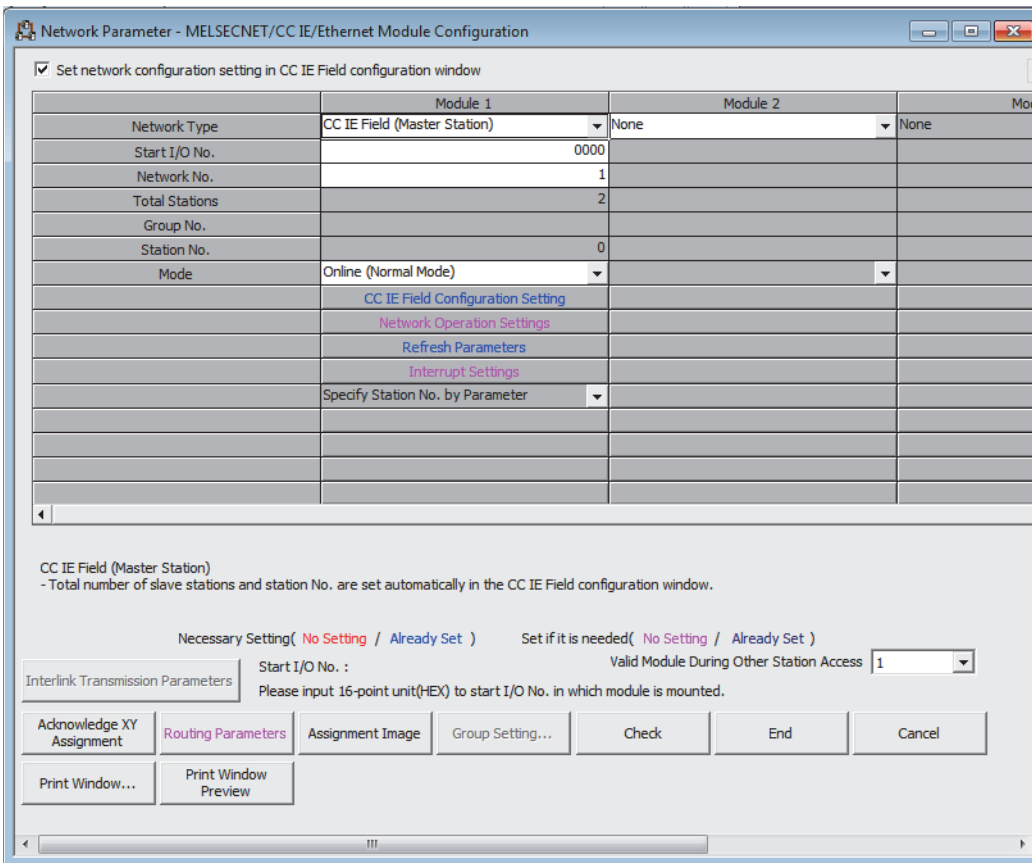 Network Parameter - MELSECNET/CC IE/Ethernet Module Configuration
Set network configuration setting in CC IE Field configuration window
Module 1 Module 2 Mo
Network Type CC IE Field (Master Station) None None
Start I/O No. 0000
Network No. 1
Total Stations 2
Group No.
Station No. 0
Mode Online (Normal Mode)
CC IE Field Configuration Setting
Network Operation Settings
Refresh Parameters
Interrupt Settings
Specify Station No. by Parameter
CC IE Field (Master Station)
- Total number of slave stations and station No. are set automatically in the CC IE Field configuration window.
Necessary Setting( No Setting / Already Set ) Set if it is needed( No Setting / Already Set )
Interlink Transmission Parameters
Start I/O No. :
Valid Module During Other Station Access 1
Please input 16-point unit(HEX) to start I/O No. in which module is mounted.
Acknowledge XY
Assignment
Routing Parameters Assignment Image Group Setting... Check End Cancel
Print Window...
Print Window
Preview